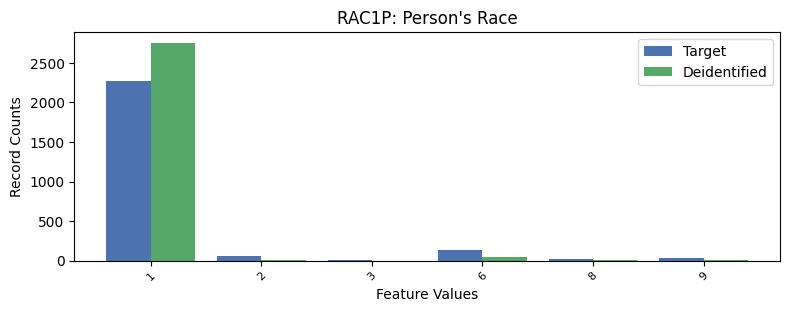 RAC1P: Person's Race
Record Counts
2500
2000
1500
1000
500
0
Target
Deidentified
1 2 3 6 8 9
Feature Values